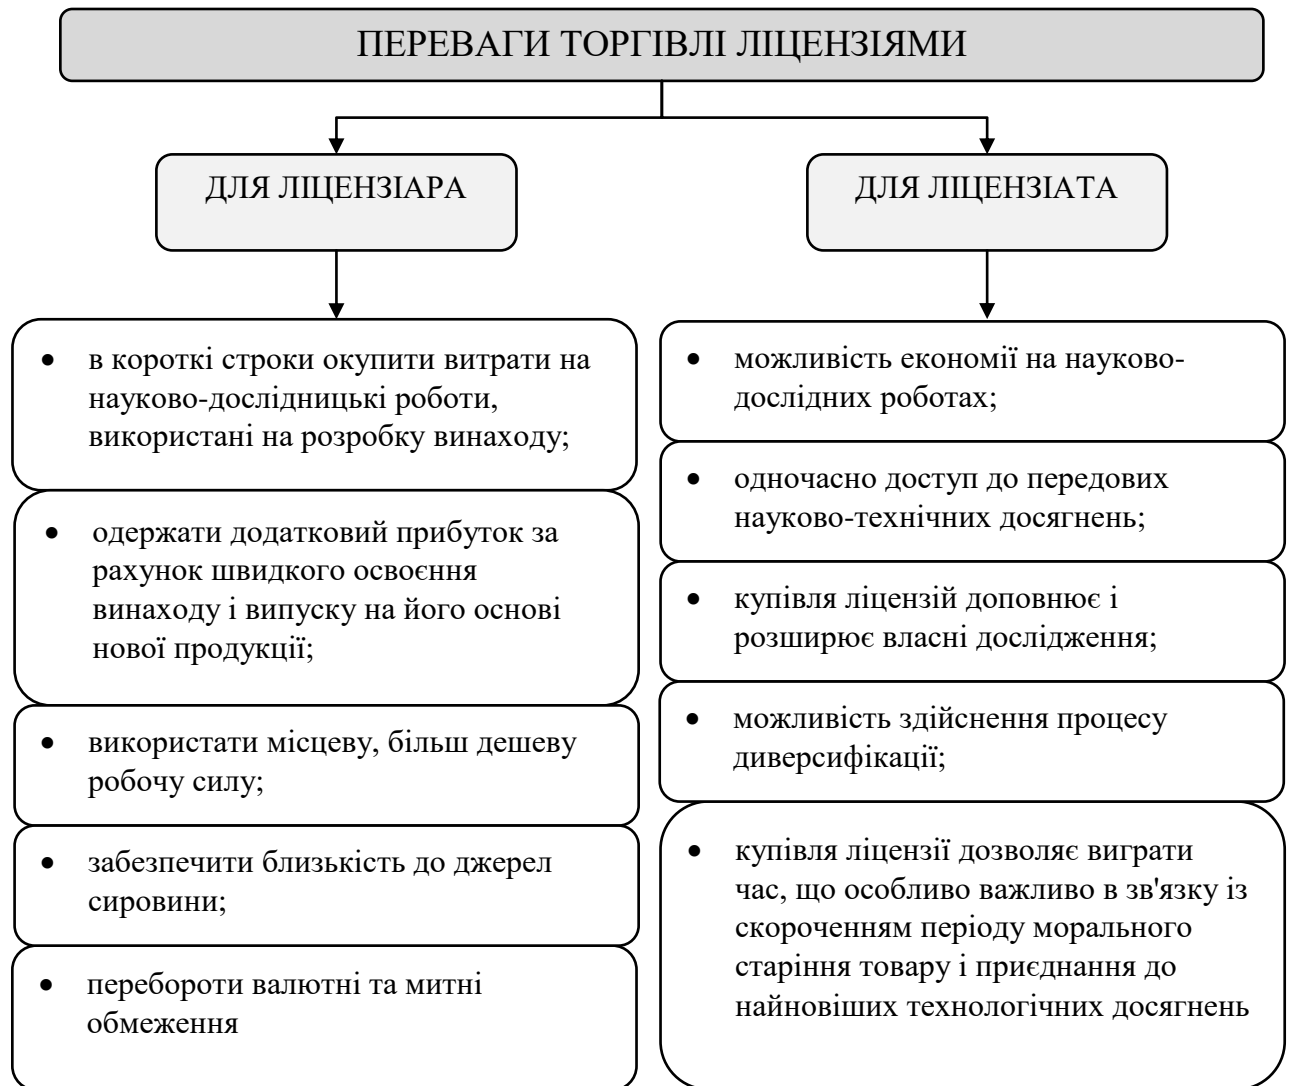 ПЕРЕВАГИ ТОРГІВЛІ ЛІЦЕНЗІЯМИ
ДЛЯ ЛІЦЕНЗІАРА
• в короткі строки окупити витрати на
науково-дослідницькі роботи,
використані на розробку винаходу;
• одержати додатковий прибуток за
рахунок швидкого освоєння
винаходу і випуску на його основі
нової продукції;
• використати місцеву, більш дешеву
робочу силу;
• забезпечити близькість до джерел
сировини;
• перебороти валютні та митні
обмеження
ДЛЯ ЛІЦЕНЗІАТА
• можливість економії на науково-
дослідних роботах;
• одночасно доступ до передових
науково-технічних досягнень;
• купівля ліцензій доповнює і
розширює власні дослідження;
• можливість здійснення процесу
диверсифікації;
• купівля ліцензії дозволяє виграти
час, що особливо важливо в зв'язку із
скороченням періоду морального
старіння товару і приєднання до
найновіших технологічних досягнень